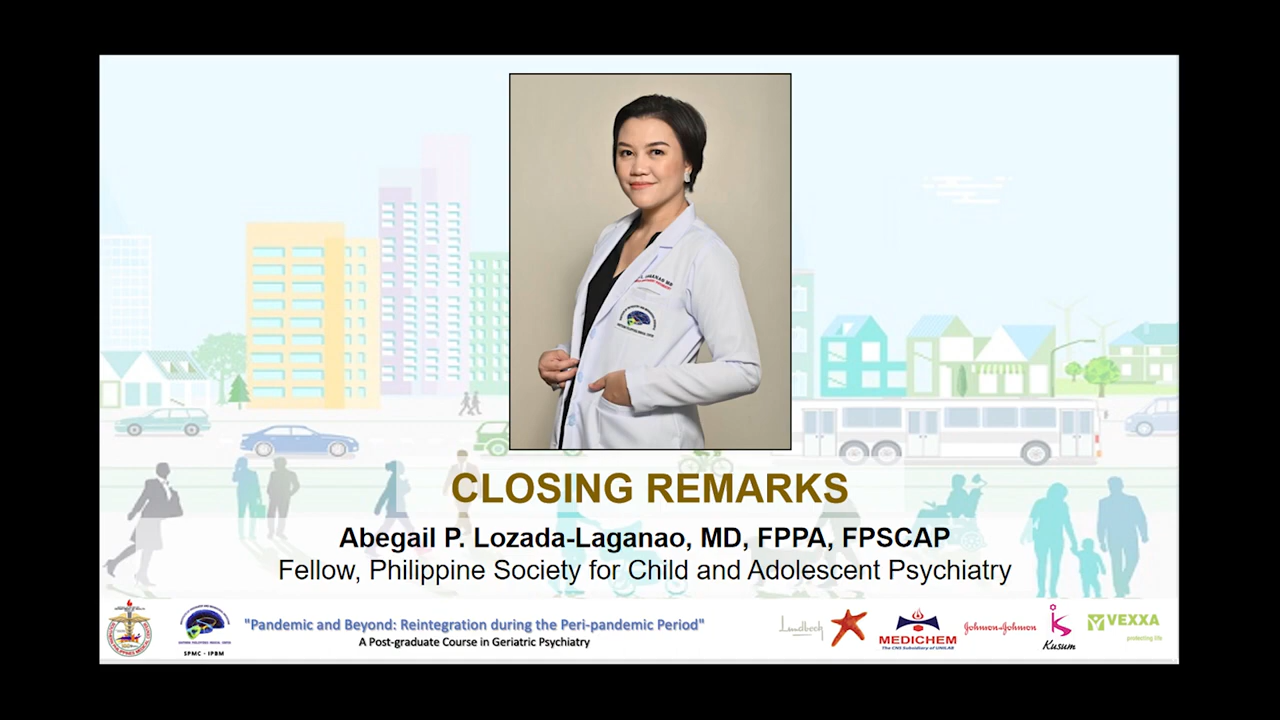 CLOSING REMARKS
Abegail P. Lozada-Laganao, MD, FPPA, FPSCAP
Fellow, Philippine Society for Child and Adolescent Psychiatry
SPMC - IPBM
"Pandemic and Beyond: Reintegration during the Peri-pandemic Period"
A Post-graduate Course in Geriatric Psychiatry
Lundbeck
MEDICHEM
The CNS Subsidiary of UNILAB
Johnson-Johnson
Kusum
VEXXA
protecting life